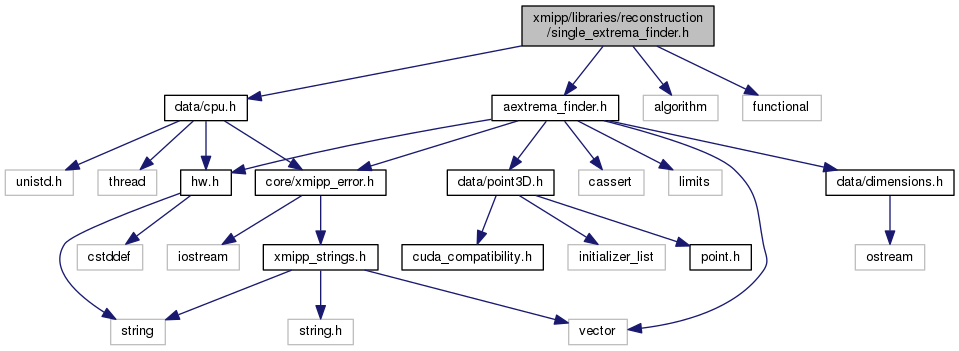 xmipp/libraries/reconstruction
/single_extrema_finder.h
data/cpu.h
aextrema_finder.h
algorithm
functional
unistd.h
thread
hw.h
core/xmipp_error.h
data/point3D.h
cassert
limits
data/dimensions.h
cstddef
iostream
xmipp_strings.h
cuda_compatibility.h
initializer_list
point.h
ostream
string
string.h
vector